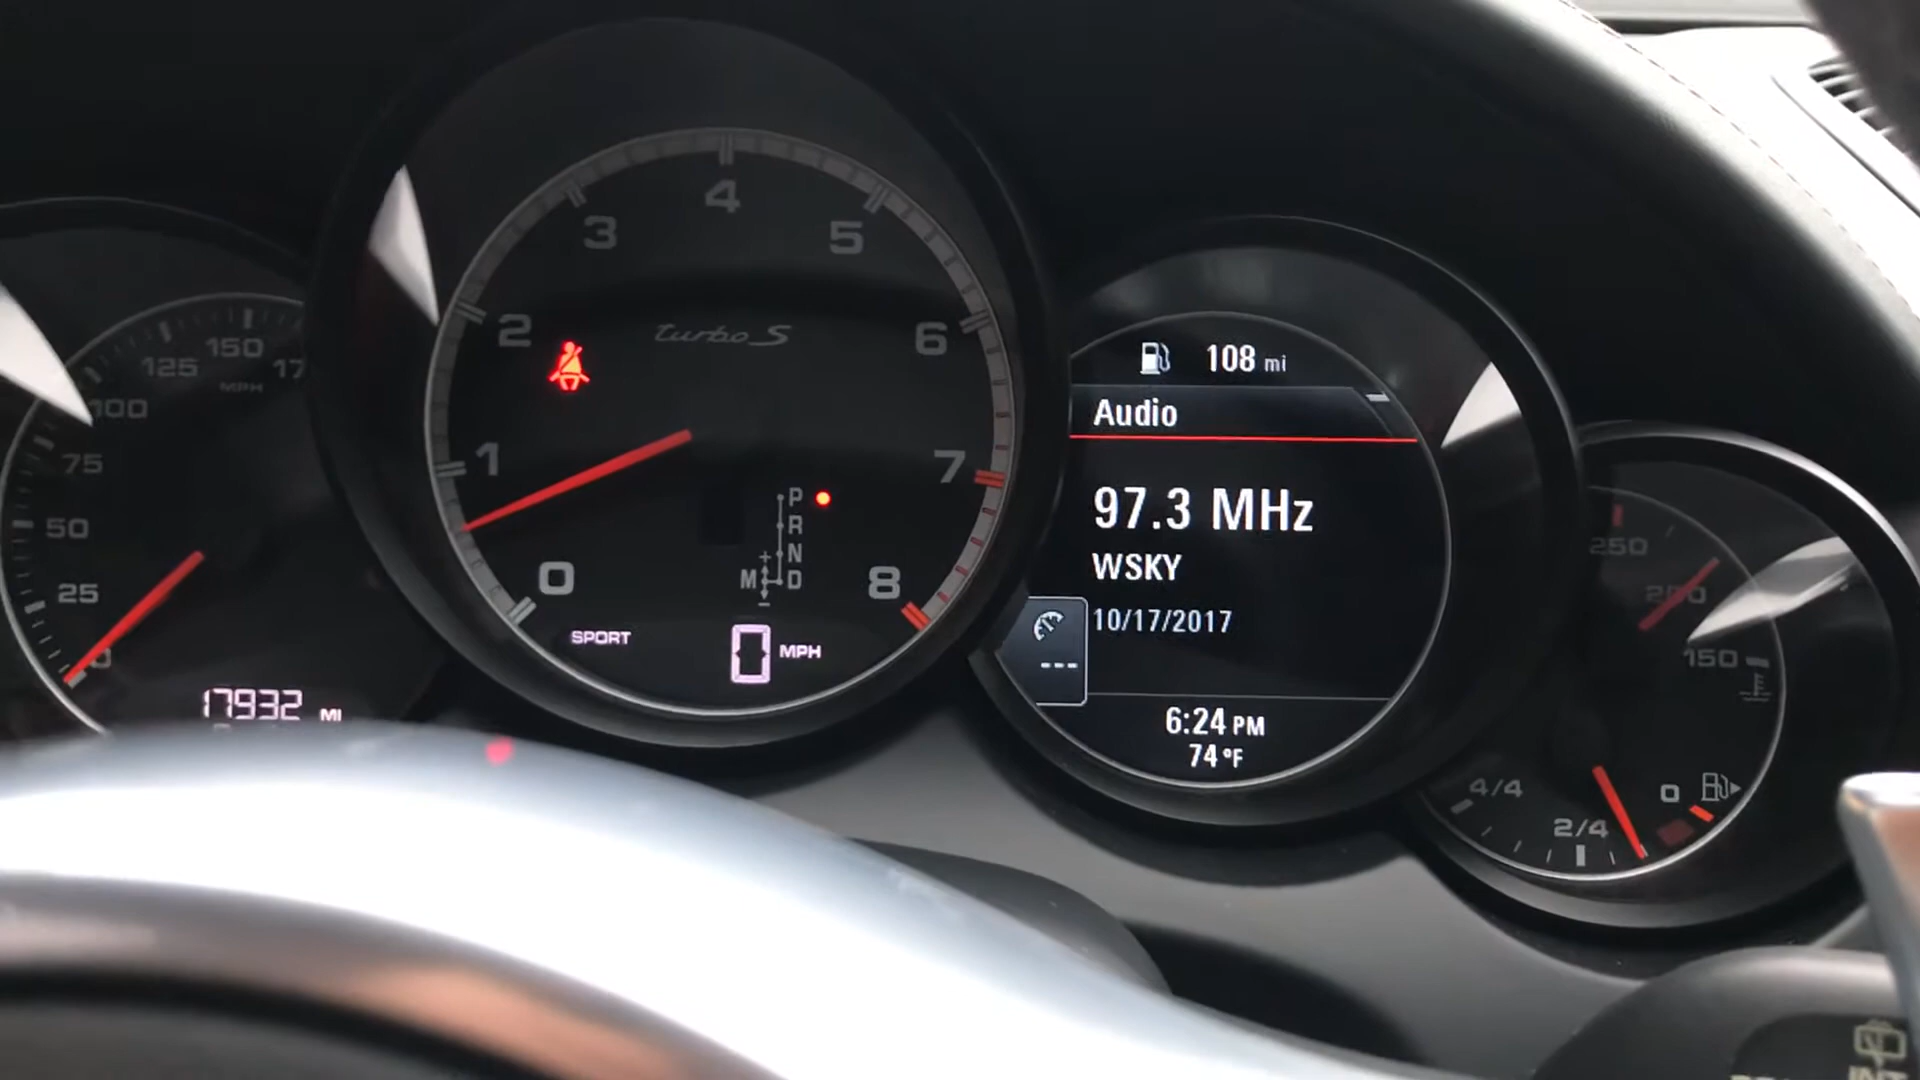 25
50
75
100
125
150
MPH
17932 MI
0
1
2
3
4
5
6
7
8
turbo S
P
R
N
M
D
+
-
SPORT
0 MPH
108 mi
Audio
97.3 MHz
WSKY
10/17/2017
---
6:24 PM
74°F
250
150
4/4
2/4
0
INT